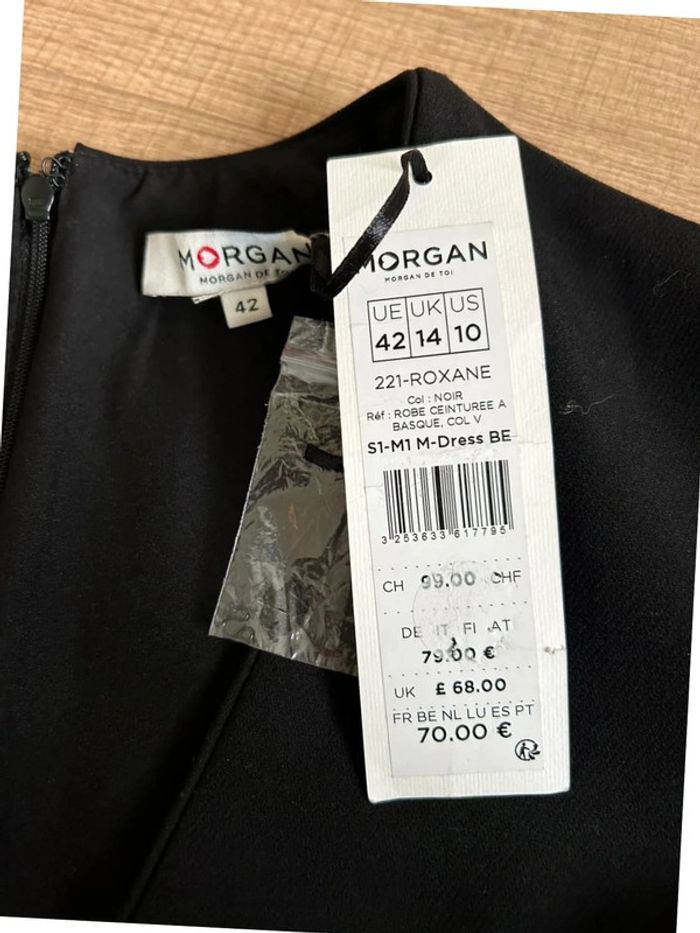 MORGAN
MORGAN DE TOI
42
MORGAN
MORGAN DE TOI
UE UK US
42 14 10
221-ROXANE
Col : NOIR
Réf : ROBE CEINTUREE A
BASQUE, COL V
S1-M1 M-Dress BE
3 253633 617795
CH 99.00 CHF
DE IT FI AT
79.00 €
UK £ 68.00
FR BE NL LU ES PT
70.00 €